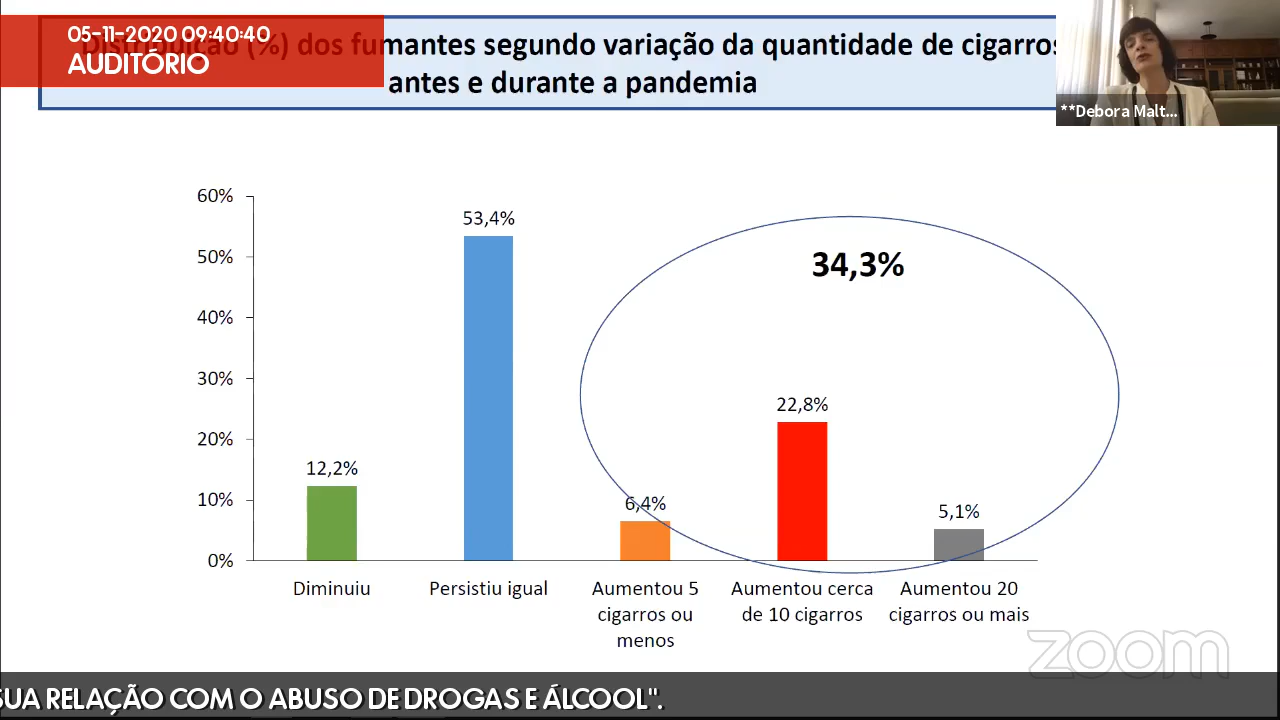 05-11-2020 09:40:40
AUDITÓRIO
Distribuição (%) dos fumantes segundo variação da quantidade de cigarros
antes e durante a pandemia
**Debora Malt...
60%
50%
40%
30%
20%
10%
0%
12,2%
53,4%
6,4%
22,8%
5,1%
34,3%
Diminuiu
Persistiu igual
Aumentou 5
cigarros ou
menos
Aumentou cerca
de 10 cigarros
Aumentou 20
cigarros ou mais
zoom
SUA RELAÇÃO COM O ABUSO DE DROGAS E ÁLCOOL".